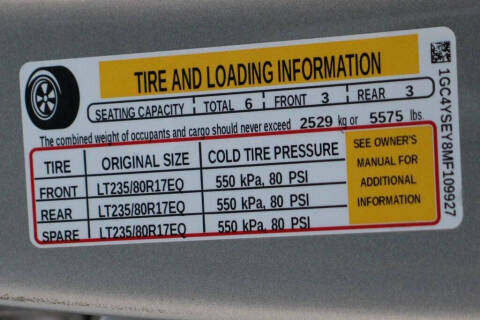 TIRE AND LOADING INFORMATION
SEATING CAPACITY TOTAL 6 FRONT 3 REAR 3
The combined weight of occupants and cargo should never exceed 2529 kg or 5575 lbs.
TIRE ORIGINAL SIZE COLD TIRE PRESSURE
FRONT LT235/80R17EQ 550 kPa, 80 PSI
REAR LT235/80R17EQ 550 kPa, 80 PSI
SPARE LT235/80R17EQ 550 kPa, 80 PSI
SEE OWNER'S
MANUAL FOR
ADDITIONAL
INFORMATION
1GC4YSEY8MF109927